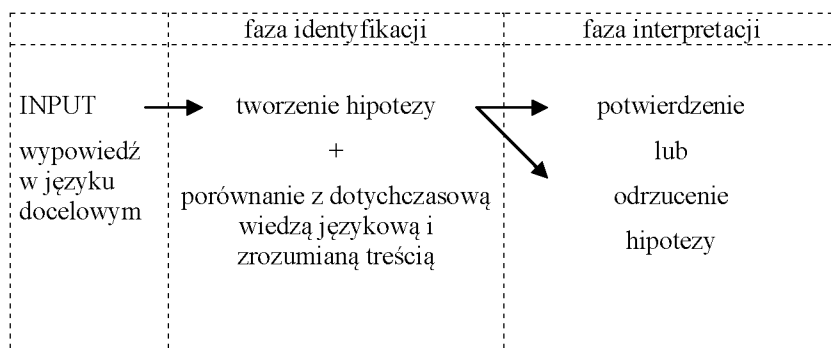 faza identyfikacji
faza interpretacji
INPUT
wypowiedź
w języku
docelowym
tworzenie hipotezy
+
porównanie z dotychczasową
wiedzą językową i
zrozumianą treścią
potwierdzenie
lub
odrzucenie
hipotezy